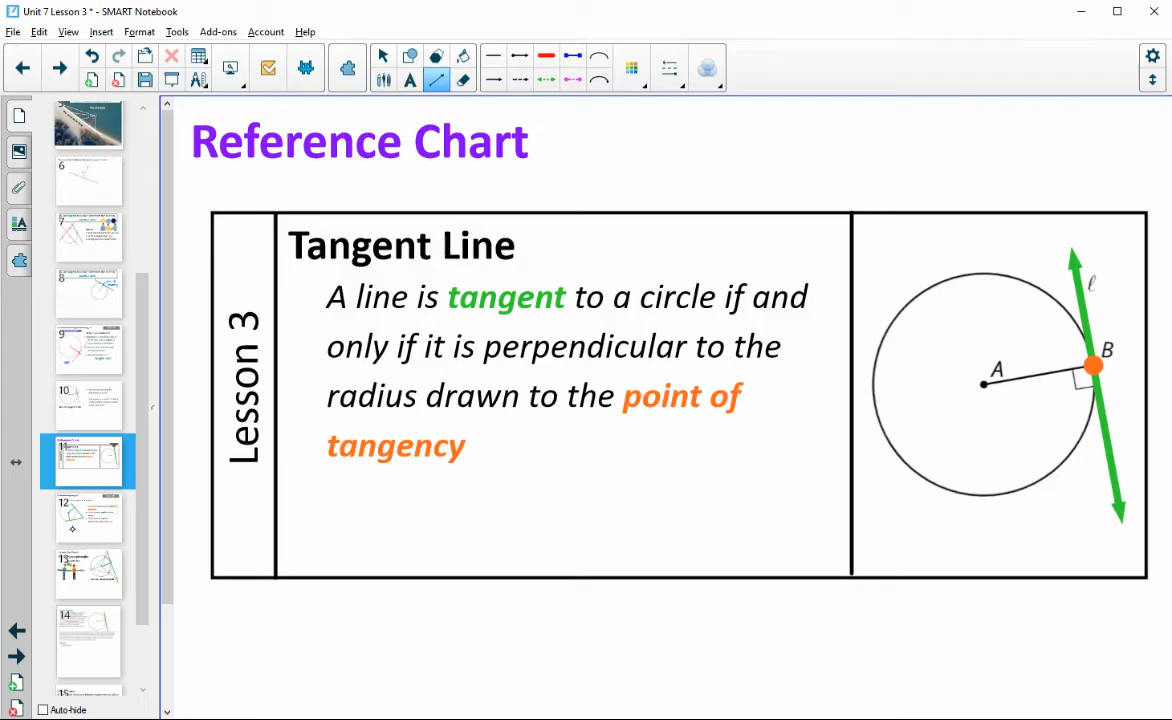 Unit 7 Lesson 3 * - SMART Notebook
File Edit View Insert Format Tools Add-ons Account Help
Reference Chart
Lesson 3
Tangent Line
A line is tangent to a circle if and
only if it is perpendicular to the
radius drawn to the point of
tangency
ℓ
A
B
6
7
8
9
10
12
13
14
15
Auto-hide